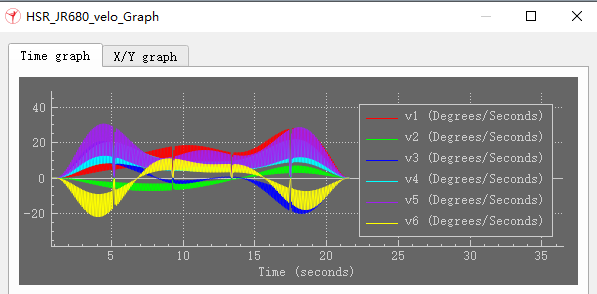 HSR_JR680_velo_Graph
Time graph
X/Y graph
40
20
0
-20
5
10
15
20
25
30
35
Time (seconds)
v1 (Degrees/Seconds)
v2 (Degrees/Seconds)
v3 (Degrees/Seconds)
v4 (Degrees/Seconds)
v5 (Degrees/Seconds)
v6 (Degrees/Seconds)